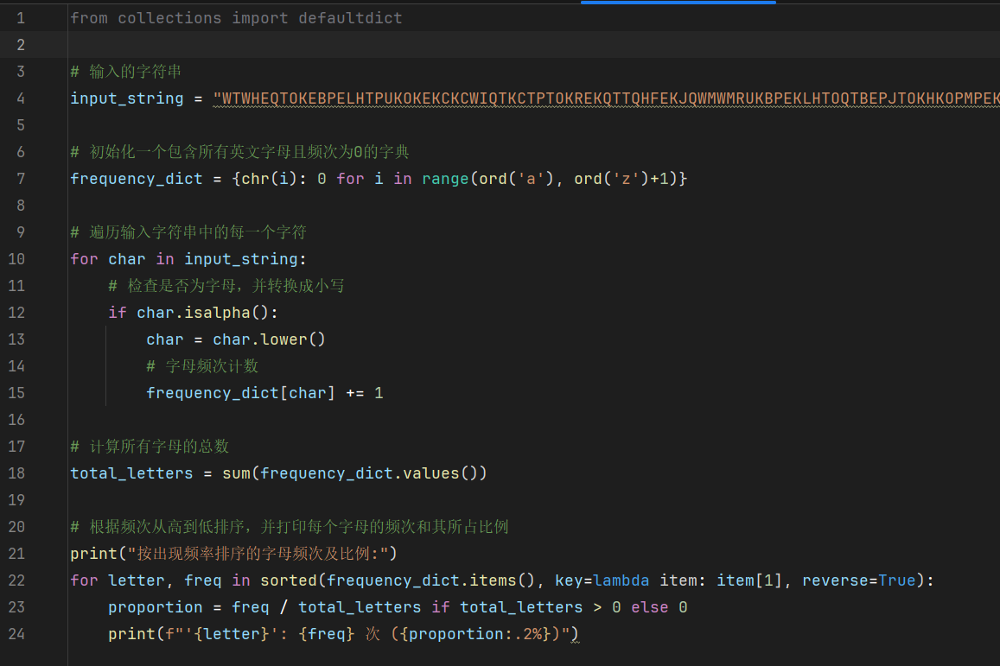 1 from collections import defaultdict
2
3 # 输入的字符串
4 input_string = "WTWHEQTOKEBPELHTPUKOKEKCKCWIQTKCTPTOKREKQTTQHFEKJQWMWMRUKBPEKLHTOQTBEPJTOKHKOPMPEK
5
6 # 初始化一个包含所有英文字母且频次为0的字典
7 frequency_dict = {chr(i): 0 for i in range(ord('a'), ord('z')+1)}
8
9 # 遍历输入字符串中的每一个字符
10 for char in input_string:
11     # 检查是否为字母，并转换成小写
12     if char.isalpha():
13         char = char.lower()
14         # 字母频次计数
15         frequency_dict[char] += 1
16
17 # 计算所有字母的总数
18 total_letters = sum(frequency_dict.values())
19
20 # 根据频次从高到低排序，并打印每个字母的频次和其所占比例
21 print("按出现频率排序的字母频次及比例:")
22 for letter, freq in sorted(frequency_dict.items(), key=lambda item: item[1], reverse=True):
23     proportion = freq / total_letters if total_letters > 0 else 0
24     print(f"'{letter}': {freq} 次 ({proportion:.2%})")